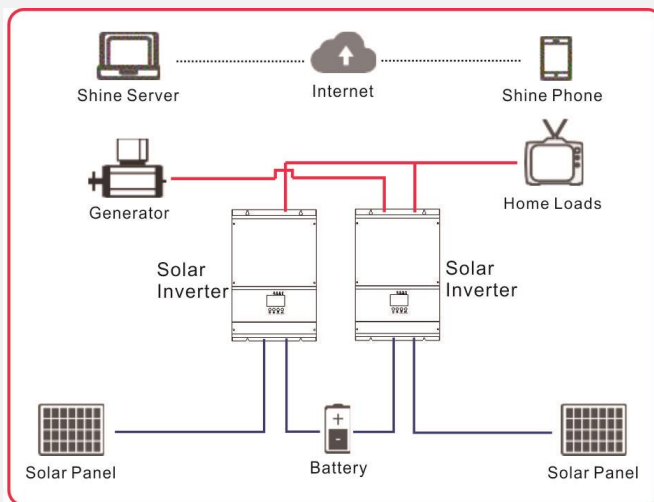 Shine Server
Internet
Shine Phone
Generator
Home Loads
Solar
Inverter
Solar
Inverter
Solar Panel
Battery
Solar Panel